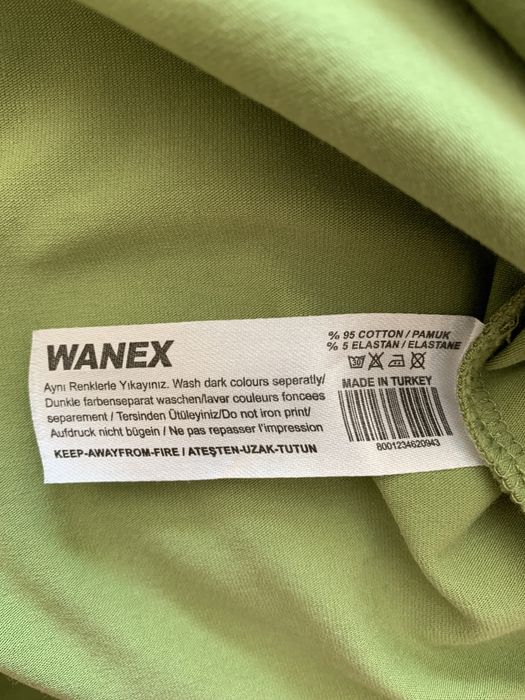 WANEX
Aynı Renklerle Yıkayınız. Wash dark colours seperatly/
Dunkle farbenseparat waschen/laver couleurs foncees
separement / Tersinden Ütüleyiniz/Do not iron print/
Aufdruck nicht bügein / Ne pas repasser l'impression
KEEP-AWAYFROM-FIRE / ATEŞTEN-UZAK-TUTUN
% 95 COTTON / PAMUK
% 5 ELASTAN / ELASTANE
30
MADE IN TURKEY
8001234620943